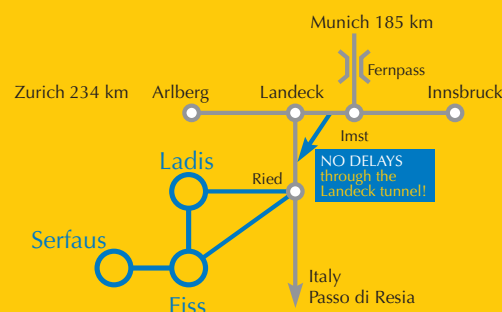 Munich 185 km
Fernpass
Zurich 234 km
Arlberg
Landeck
Innsbruck
Imst
NO DELAYS
through the
Landeck tunnel!
Ladis
Ried
Serfaus
Fiss
Italy
Passo di Resia